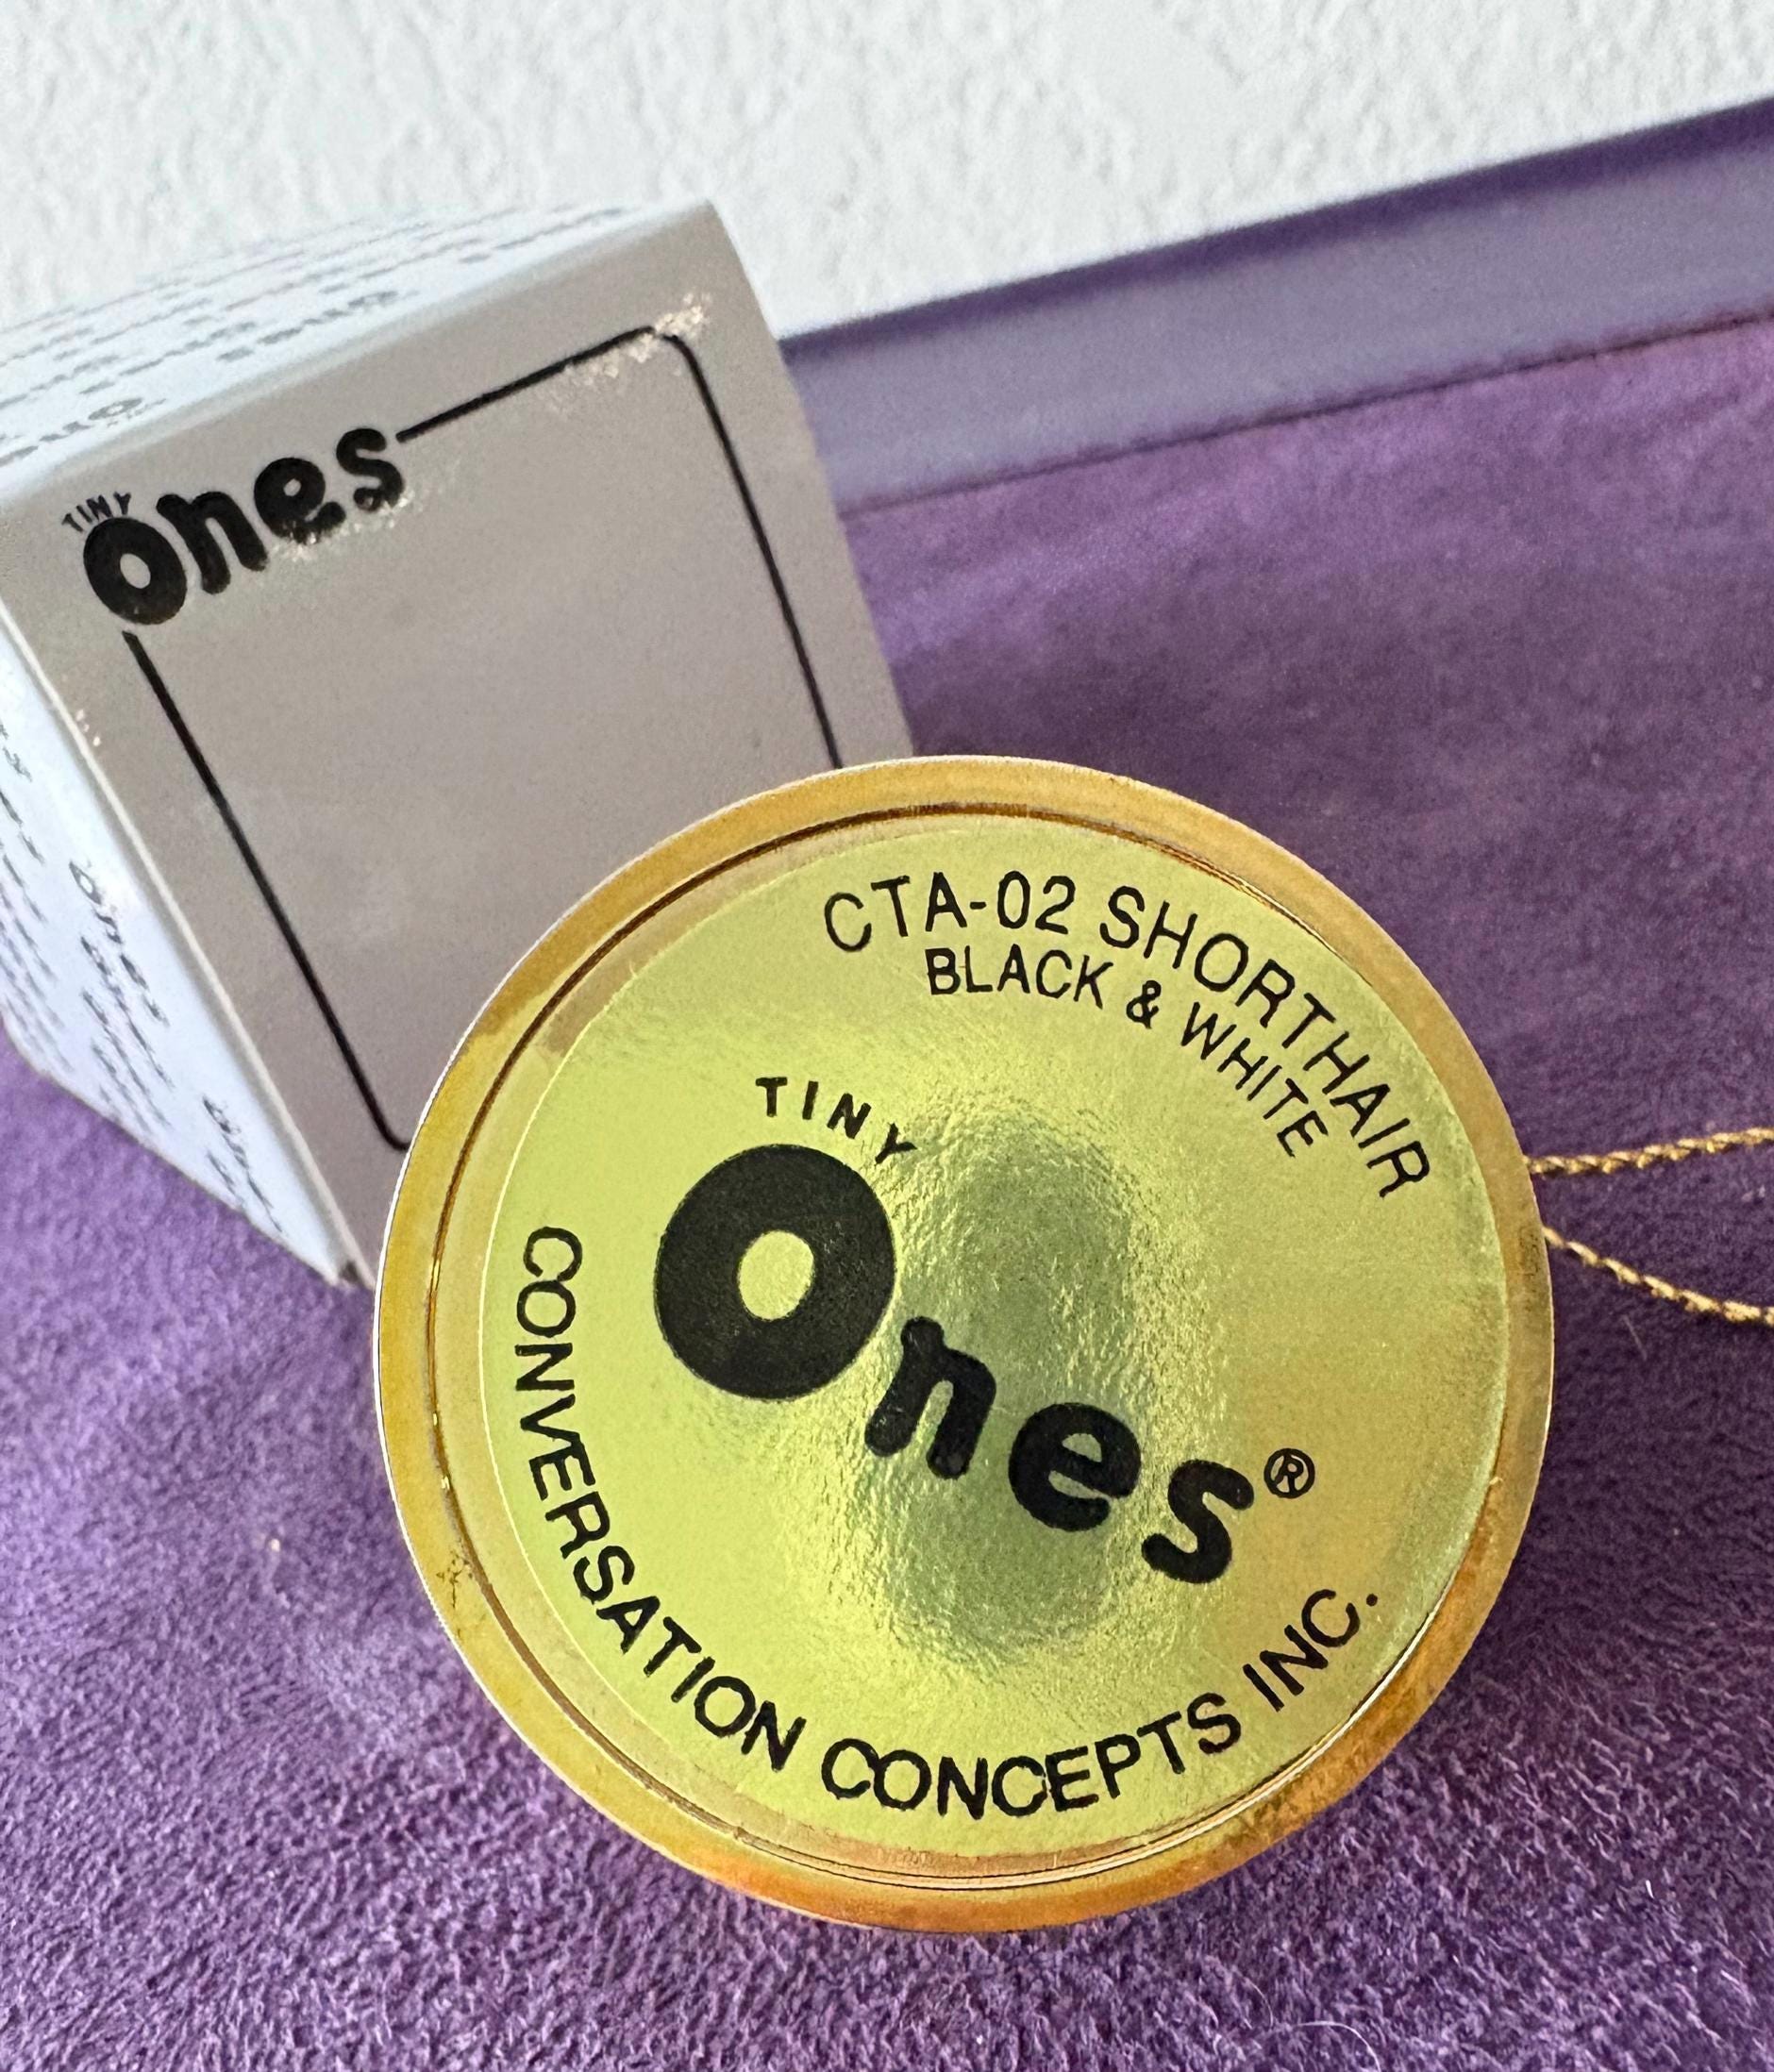 TINY
Ones
CTA-02 SHORTHAIR
BLACK & WHITE
TINY
Ones®
CONVERSATION CONCEPTS INC.